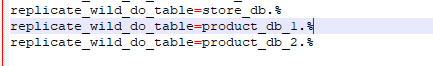 replicate_wild_do_table=store_db.%
replicate_wild_do_table=product_db_1.%
replicate_wild_do_table=product_db_2.%